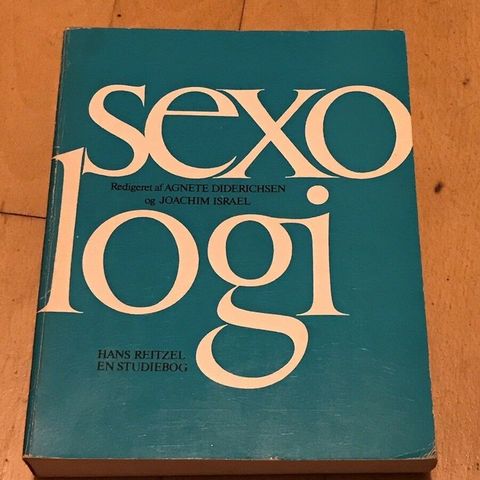 sexo
Redigeret af AGNETE DIDERICHSEN
og JOACHIM ISRAEL
logi
HANS REITZEL
EN STUDIEBOG